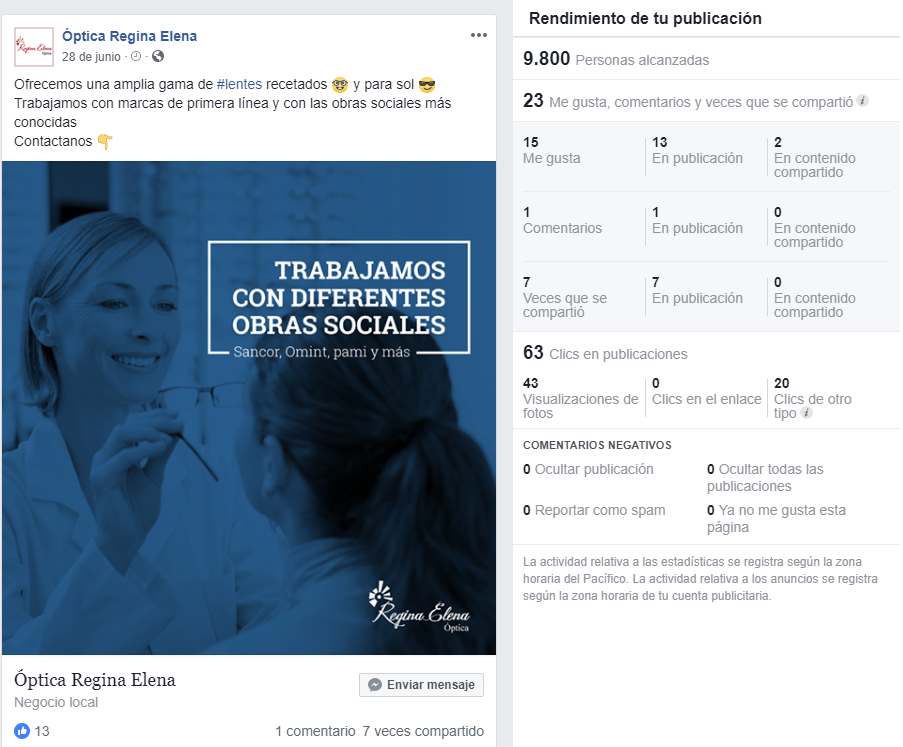 Regina Elena
Óptica
Óptica Regina Elena
28 de junio ·
Ofrecemos una amplia gama de #lentes recetados 🤓 y para sol 😎
Trabajamos con marcas de primera línea y con las obras sociales más
conocidas
Contactanos 👇
TRABAJAMOS
CON DIFERENTES
OBRAS SOCIALES
Sancor, Omint, pami y más
Regina Elena
Óptica
Óptica Regina Elena
Negocio local
Enviar mensaje
13
1 comentario 7 veces compartido
Rendimiento de tu publicación
9.800 Personas alcanzadas
23 Me gusta, comentarios y veces que se compartió
15
Me gusta
13
En publicación
2
En contenido
compartido
1
Comentarios
1
En publicación
0
En contenido
compartido
7
Veces que se
compartió
7
En publicación
0
En contenido
compartido
63 Clics en publicaciones
43
Visualizaciones de
fotos
0
Clics en el enlace
20
Clics de otro
tipo
COMENTARIOS NEGATIVOS
0 Ocultar publicación
0 Ocultar todas las
publicaciones
0 Reportar como spam
0 Ya no me gusta esta
página
La actividad relativa a las estadísticas se registra según la zona
horaria del Pacífico. La actividad relativa a los anuncios se registra
según la zona horaria de tu cuenta publicitaria.